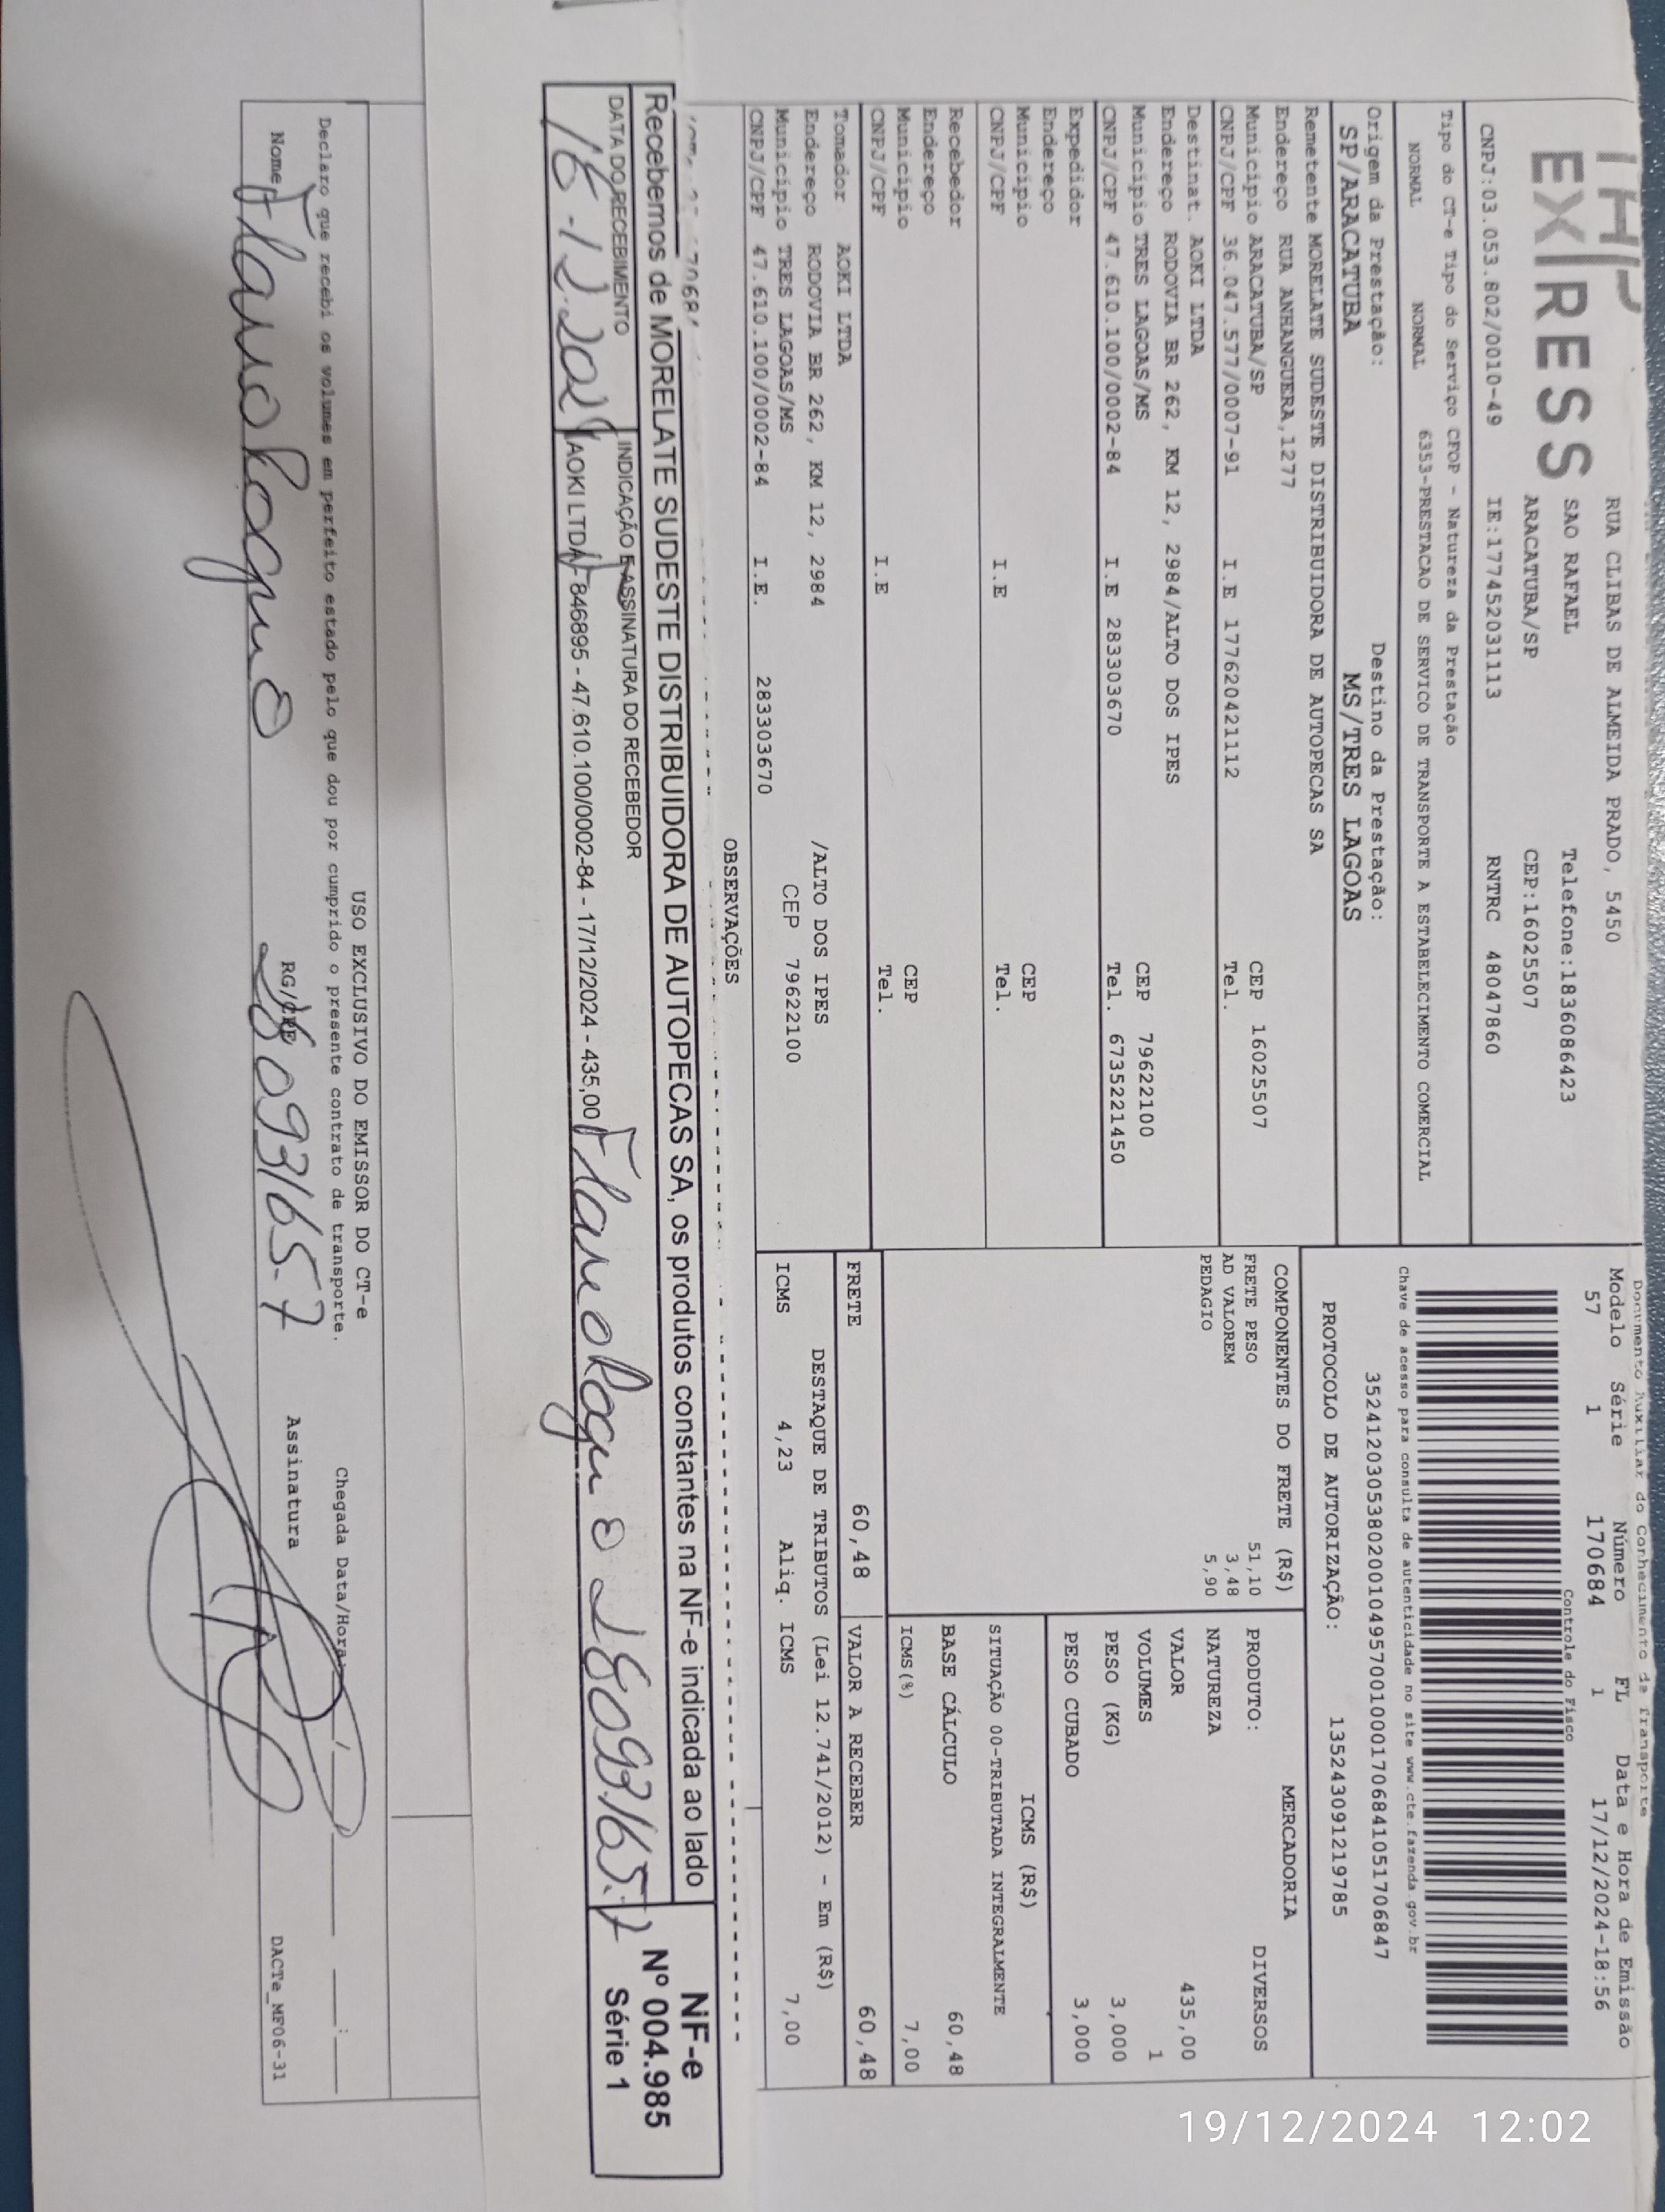 EXPRESS
RUA CLIBAS DE ALMEIDA PRADO, 5450
SAO RAFAEL Telefone:1836086423
ARACATUBA/SP CEP:16025507
CNPJ:03.053.802/0010-49 IE:177452031113 RNTRC 48047860
Documento Auxiliar do Conhecimento de Transporte
Modelo Série Número FL Data e Hora de Emissão
57 1 170684 1 17/12/2024-18:56
Controle do Fisco
Chave de acesso para consulta de autenticidade no site www.cte.fazenda.gov.br
35241203053802001049570010001706841051706847
PROTOCOLO DE AUTORIZAÇÃO: 135243091219785
Tipo do CT-e Tipo do Serviço CFOP - Natureza da Prestação
NORMAL NORMAL 6353-PRESTACAO DE SERVICO DE TRANSPORTE A ESTABELECIMENTO COMERCIAL
Origem da Prestação: Destino da Prestação:
SP/ARACATUBA MS/TRES LAGOAS
Remetente MORELATE SUDESTE DISTRIBUIDORA DE AUTOPECAS SA
Endereço RUA ANHANGUERA,1277
Município ARACATUBA/SP CEP 16025507
CNPJ/CPF 36.047.577/0007-91 I.E 177620421112 Tel.
Destinat. AOKI LTDA
Endereço RODOVIA BR 262, KM 12, 2984/ALTO DOS IPES
Município TRES LAGOAS/MS CEP 79622100
CNPJ/CPF 47.610.100/0002-84 I.E 283303670 Tel. 6735221450
Expedidor
Endereço
Município CEP
CNPJ/CPF I.E Tel.
Recebedor
Endereço
Município CEP
CNPJ/CPF I.E Tel.
Tomador AOKI LTDA
Endereço RODOVIA BR 262, KM 12, 2984 /ALTO DOS IPES
Município TRES LAGOAS/MS CEP 79622100
CNPJ/CPF 47.610.100/0002-84 I.E. 283303670
COMPONENTES DO FRETE (R$)
FRETE PESO 51,10
AD VALOREM 3,48
PEDAGIO 5,90
MERCADORIA
PRODUTO: DIVERSOS
NATUREZA
VALOR 435,00
VOLUMES 1
PESO (KG) 3,000
PESO CUBADO 3,000
ICMS (R$)
SITUAÇÃO 00-TRIBUTADA INTEGRALMENTE
BASE CÁLCULO 60,48
ICMS(%) 7,00
FRETE 60,48 VALOR A RECEBER 60,48
DESTAQUE DE TRIBUTOS (Lei 12.741/2012) - Em (R$)
ICMS 4,23 Aliq. ICMS 7,00
OBSERVAÇÕES
Recebemos de MORELATE SUDESTE DISTRIBUIDORA DE AUTOPECAS SA, os produtos constantes na NF-e indicada ao lado
NF-e
Nº 004.985
Série 1
DATA DO RECEBIMENTO INDICAÇÃO E ASSINATURA DO RECEBEDOR
AOKI LTDA - 846895 - 47.610.100/0002-84 - 17/12/2024 - 435,00
USO EXCLUSIVO DO EMISSOR DO CT-e
Declaro que recebi os volumes em perfeito estado pelo que dou por cumprido o presente contrato de transporte.
Chegada Data/Hora: __/__ __:__
Nome RG/CPF Assinatura
DACTe_MF06-31
19/12/2024 12:02